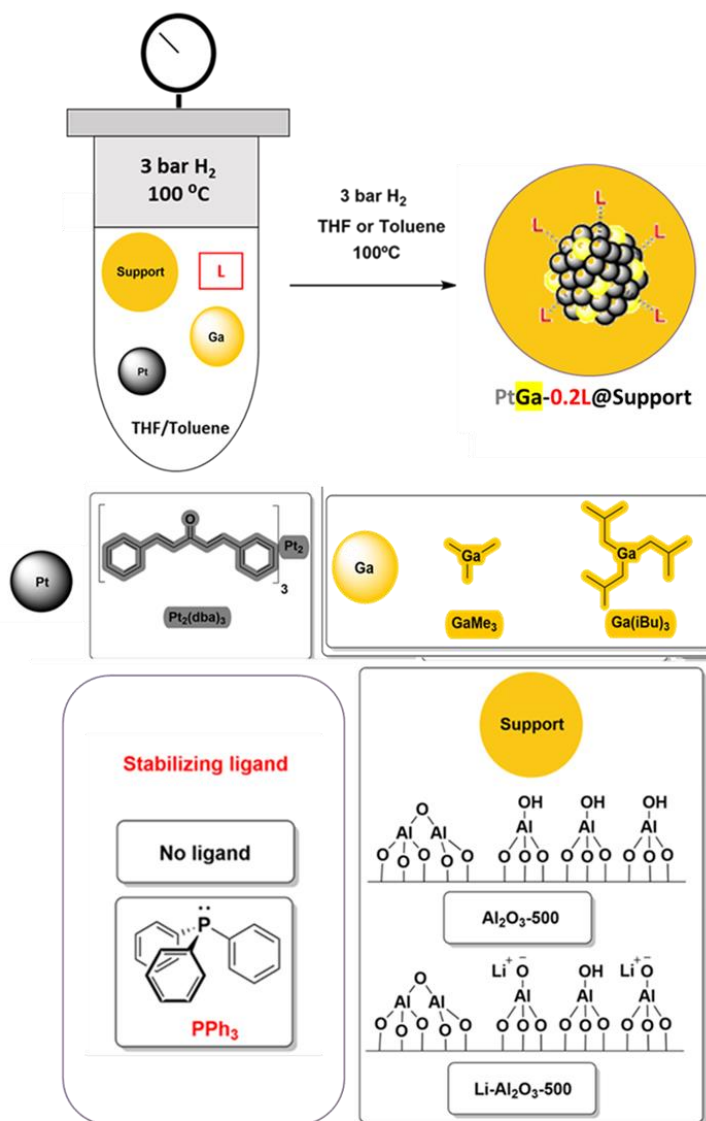 3 bar H₂
100 °C
Support
L
Ga
Pt
THF/Toluene
3 bar H₂
THF or Toluene
100ºC
L
L
L
L
L
PtGa-0.2L@Support
Pt
O
Pt₂
3
Pt₂(dba)₃
Ga
Ga
GaMe₃
Ga
Ga(iBu)₃
Stabilizing ligand
No ligand
P
PPh₃
Support
O OH OH OH
Al Al Al Al Al
O O O O O O O O O O O O O
Al₂O₃-500
O Li⁺ ⁻O OH Li⁺ ⁻O
Al Al Al Al Al
O O O O O O O O O O O O O
Li-Al₂O₃-500